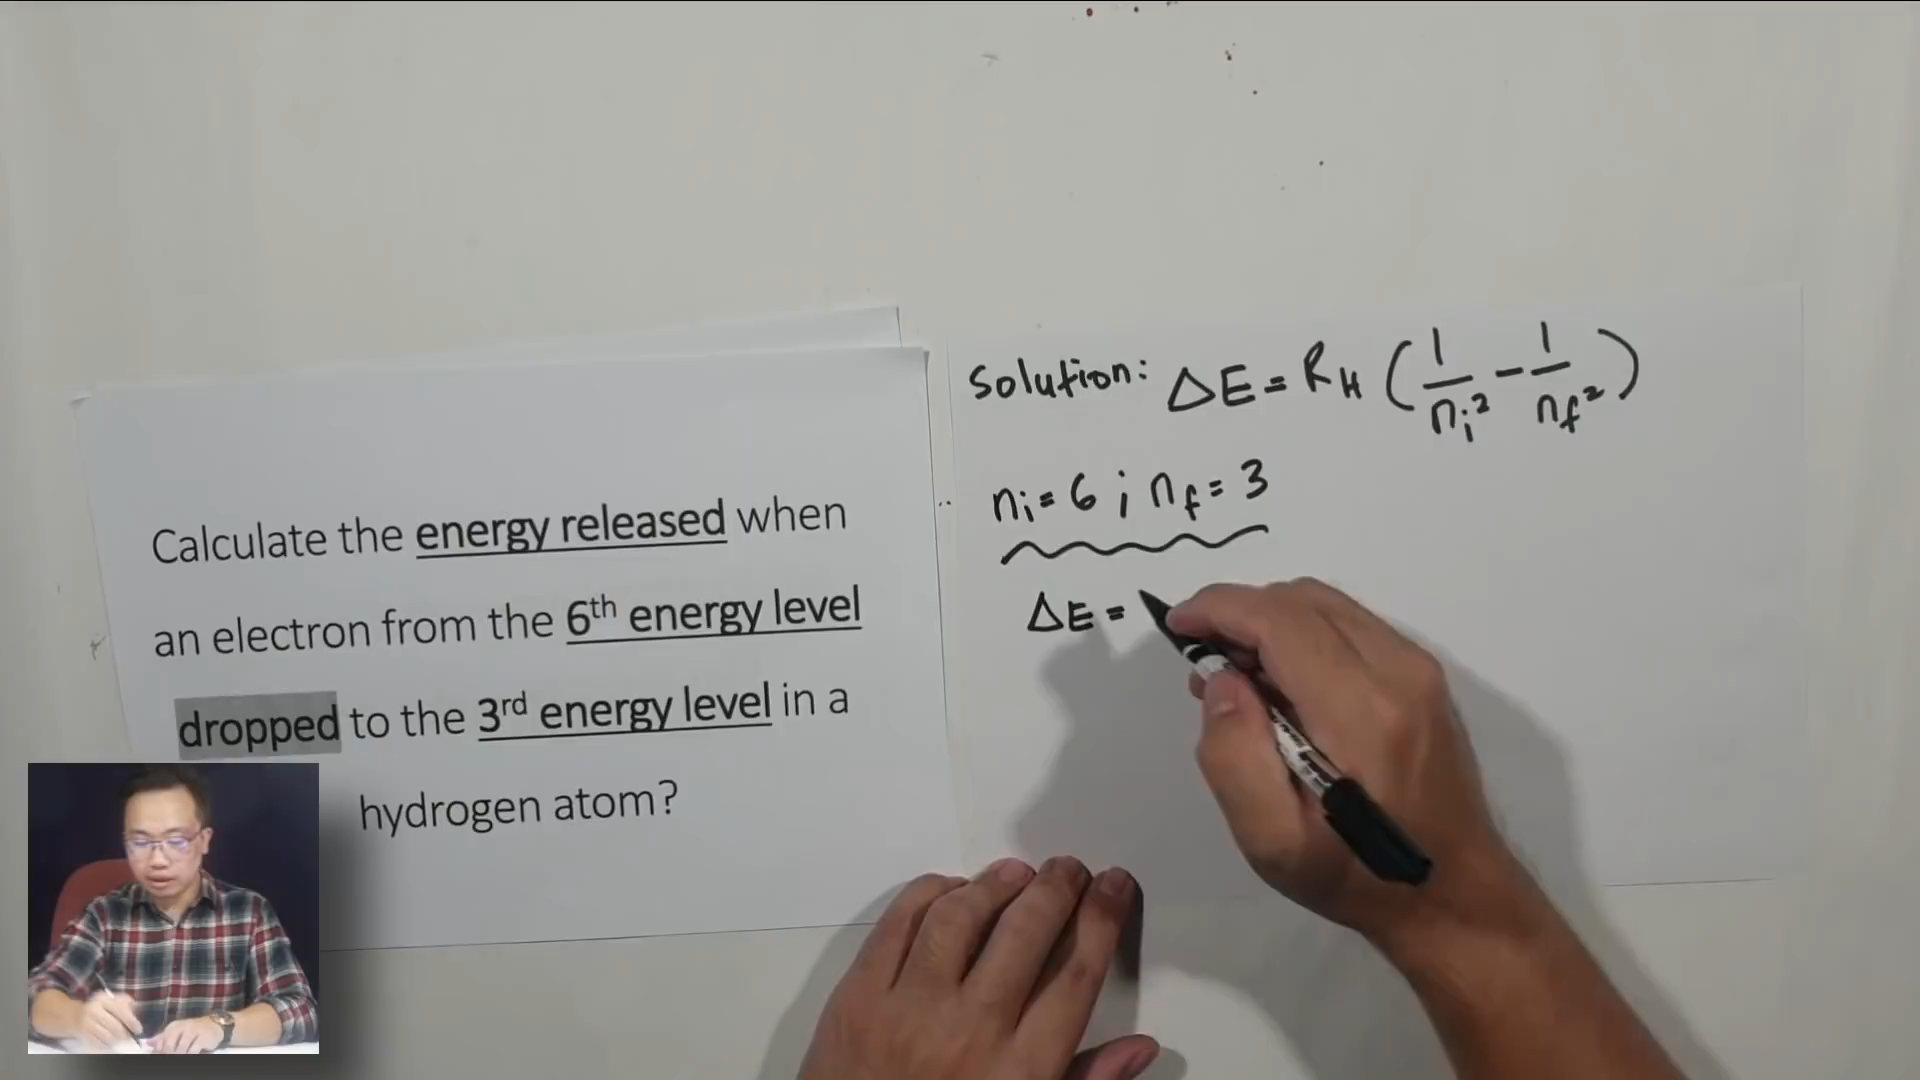 Calculate the energy released when
an electron from the 6th energy level
dropped to the 3rd energy level in a
hydrogen atom?
Solution: ΔE = RH (1/ni² - 1/nf²)
ni = 6 ; nf = 3
ΔE =